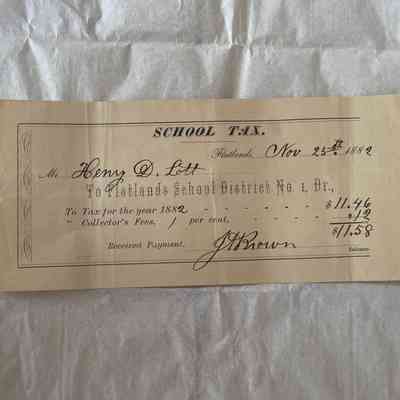 SCHOOL TAX.
Flatlands, Nov 25th 1882
Mr Henry D. Lott
To Flatlands School District No. 1, Dr.,
To Tax for the year 1882 - - - - - $11.46
" Collector's Fees, 1 per cent, - - - - .12
$11.58
Received Payment, J H Brown
Collector.